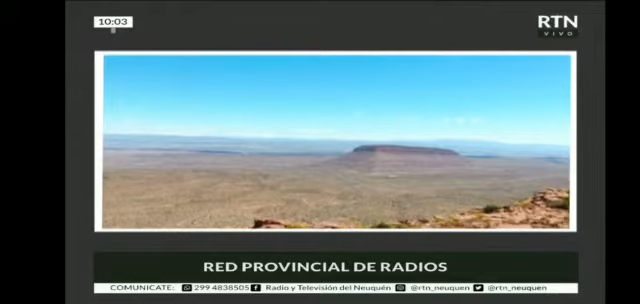 10:03
RTN
VIVO
RED PROVINCIAL DE RADIOS
COMUNICATE: 299 4838505 Radio y Televisión del Neuquén @rtn_neuquen @rtn_neuquen